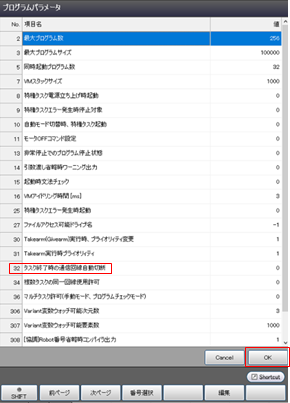 プログラムパラメータ
No. 項目名 値
2 最大プログラム数 256
3 最大プログラムサイズ 100000
5 同時起動プログラム数 32
7 VMスタックサイズ 1000
8 特権タスク電源立ち上げ時起動 0
9 特権タスクエラー発生時停止対象 0
10 自動モード切替時、特権タスク起動 0
11 モータOFFコマンド設定 0
13 非常停止でのプログラム停止状態 0
14 引数渡し省略時ワーニング出力 0
15 起動時文法チェック 0
16 VMアイドリング時間 [ms] 3
25 特権タスクエラー発生時起動 0
27 ファイルアクセス可能ドライブ名 -1
30 Takearm(Givearm)実行時、プライオリティ変更 1
31 Takearm実行時プライオリティ 1
32 タスク終了時の通信回線自動切断 0
34 複数タスクの同一回線使用許可 0
36 マルチタスク許可(手動モード、プログラムチェックモード) 0
306 Variant変数ウォッチ可能次元数 3
307 Variant変数ウォッチ可能要素数 1000
308 [協調]Robot番号省略時コンパイラ出力 1
Cancel OK
Shortcut
SHIFT 前ページ 次ページ 番号選択 編集